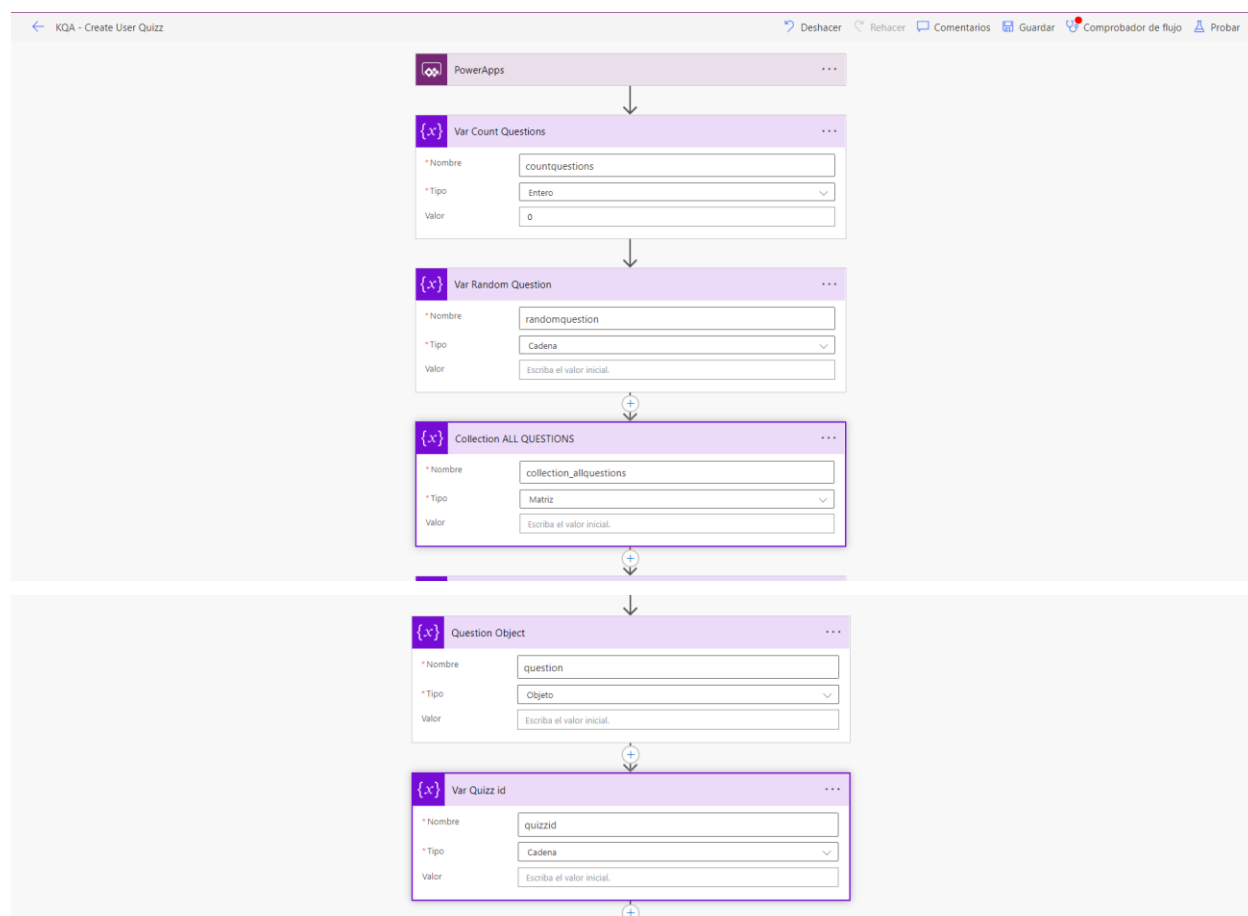 KQA - Create User Quizz
Deshacer Rehacer Comentarios Guardar Comprobador de flujo Probar
PowerApps
{x} Var Count Questions
*Nombre countquestions
*Tipo Entero
Valor 0
{x} Var Random Question
*Nombre randomquestion
*Tipo Cadena
Valor Escriba el valor inicial.
{x} Collection ALL QUESTIONS
*Nombre collection_allquestions
*Tipo Matriz
Valor Escriba el valor inicial.
{x} Question Object
*Nombre question
*Tipo Objeto
Valor Escriba el valor inicial.
{x} Var Quizz id
*Nombre quizzid
*Tipo Cadena
Valor Escriba el valor inicial.